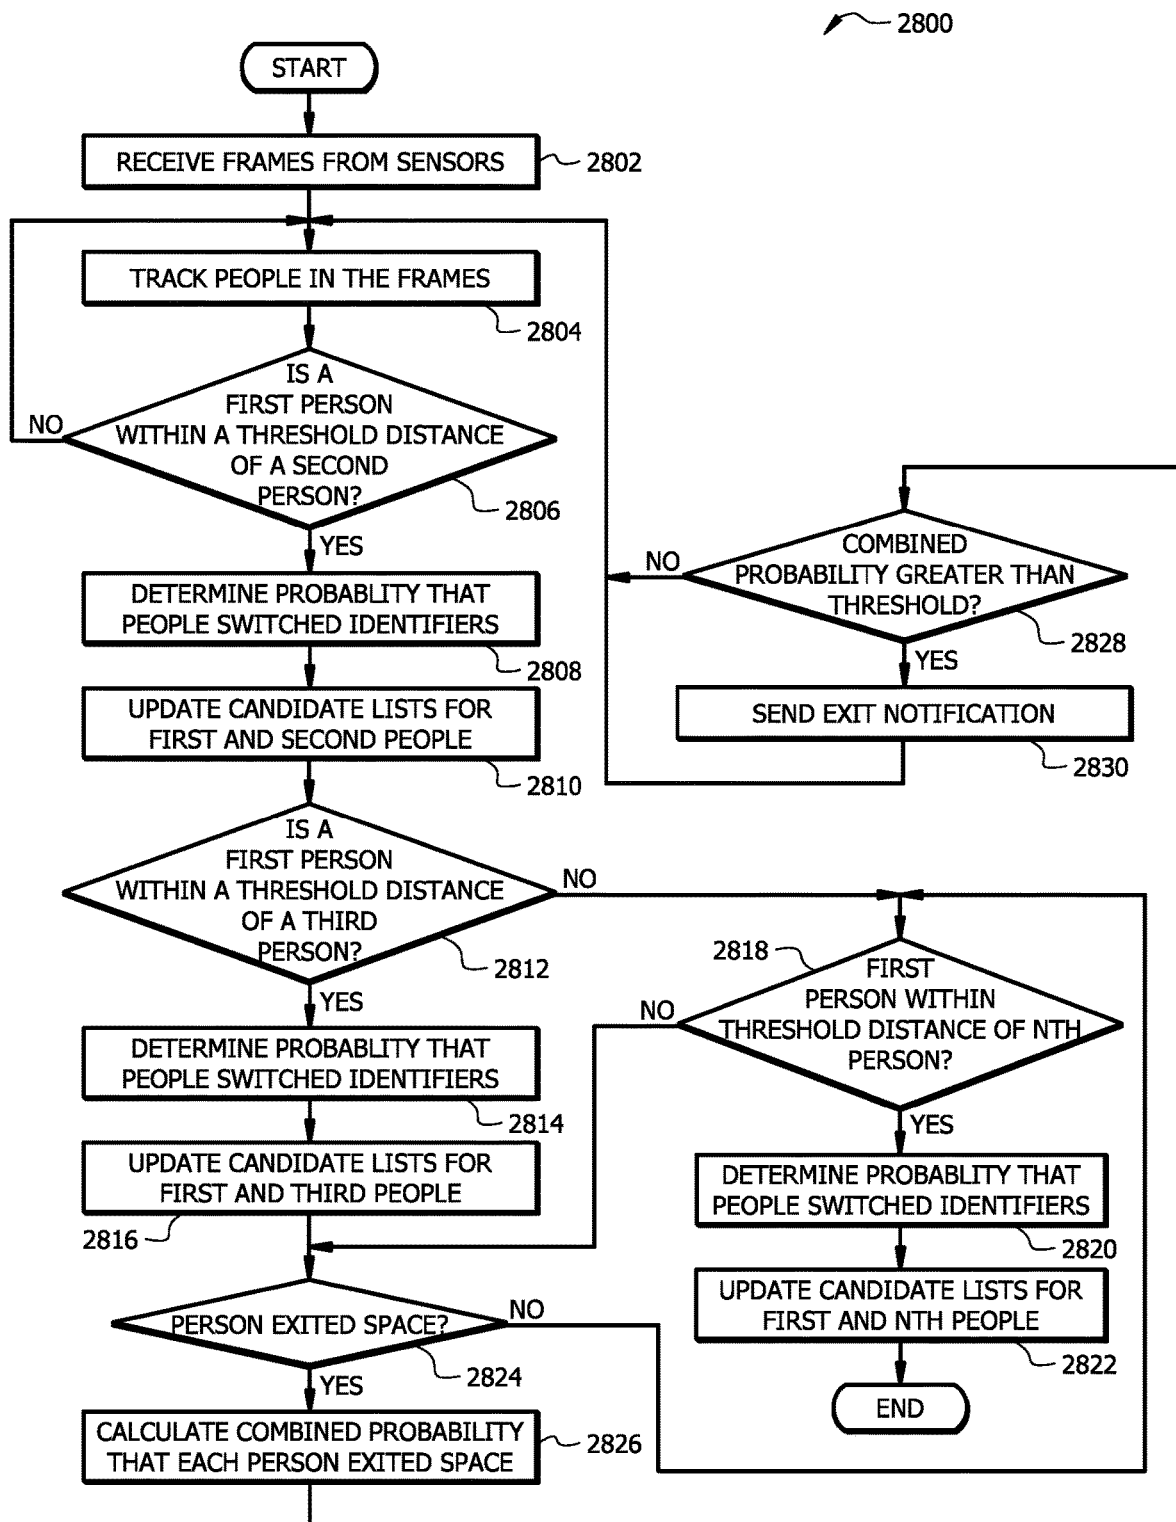 2800
START
RECEIVE FRAMES FROM SENSORS
2802
TRACK PEOPLE IN THE FRAMES
2804
IS A
FIRST PERSON
WITHIN A THRESHOLD DISTANCE
OF A SECOND
PERSON?
NO
2806
YES
DETERMINE PROBABLITY THAT
PEOPLE SWITCHED IDENTIFIERS
2808
UPDATE CANDIDATE LISTS FOR
FIRST AND SECOND PEOPLE
2810
IS A
FIRST PERSON
WITHIN A THRESHOLD DISTANCE
OF A THIRD
PERSON?
NO
2812
YES
DETERMINE PROBABLITY THAT
PEOPLE SWITCHED IDENTIFIERS
2814
UPDATE CANDIDATE LISTS FOR
FIRST AND THIRD PEOPLE
2816
PERSON EXITED SPACE?
NO
2824
YES
CALCULATE COMBINED PROBABILITY
THAT EACH PERSON EXITED SPACE
2826
COMBINED
PROBABILITY GREATER THAN
THRESHOLD?
NO
2828
YES
SEND EXIT NOTIFICATION
2830
2818
FIRST
PERSON WITHIN
THRESHOLD DISTANCE OF NTH
PERSON?
NO
YES
DETERMINE PROBABLITY THAT
PEOPLE SWITCHED IDENTIFIERS
2820
UPDATE CANDIDATE LISTS FOR
FIRST AND NTH PEOPLE
2822
END